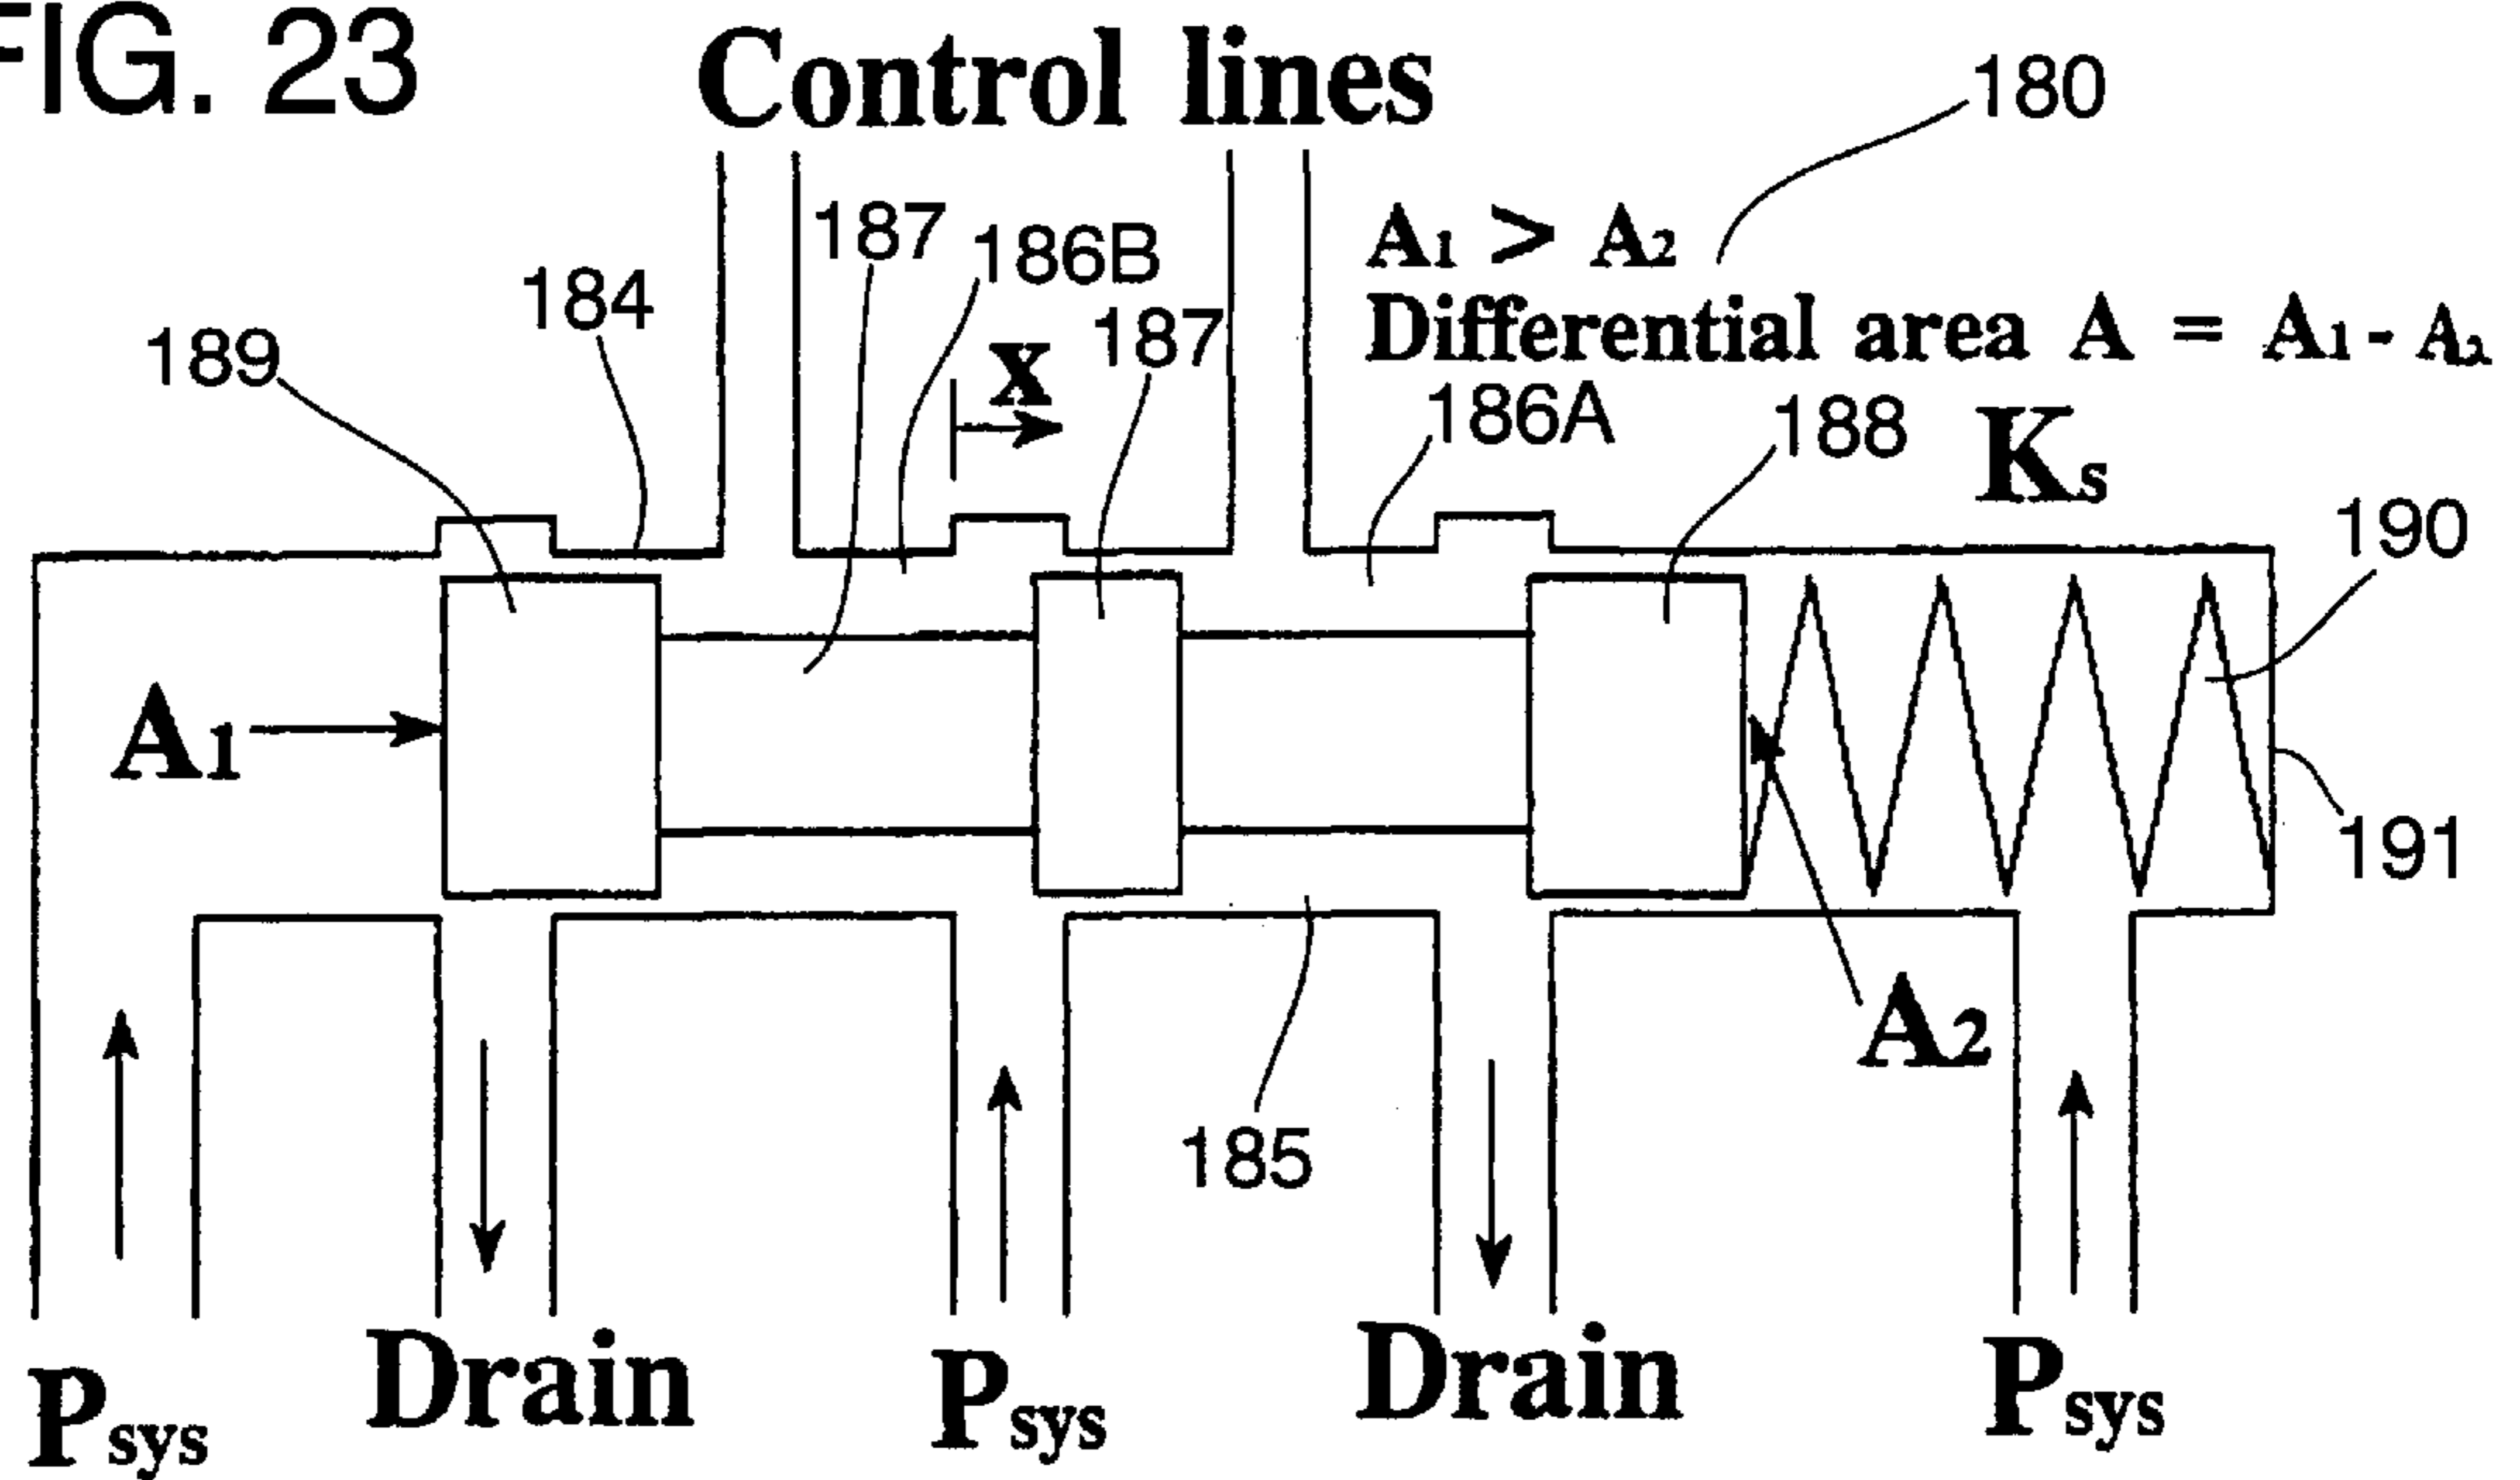 FIG. 23
Control lines
180
187
186B
A1 > A2
184
187
Differential area A = A1 - A2
189
X
186A
188
Ks
190
A1
191
A2
185
Psys
Drain
Psys
Drain
Psys